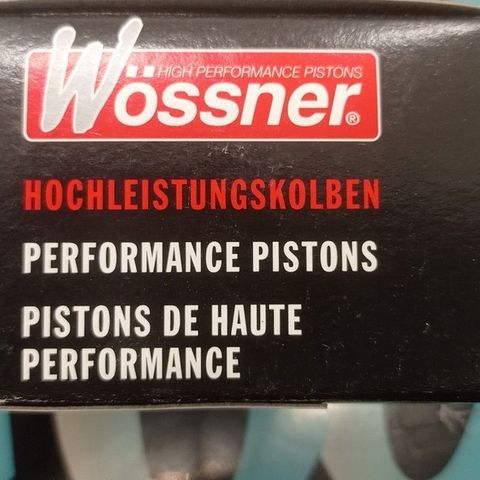 HIGH PERFORMANCE PISTONS
Wössner®
HOCHLEISTUNGSKOLBEN
PERFORMANCE PISTONS
PISTONS DE HAUTE
PERFORMANCE